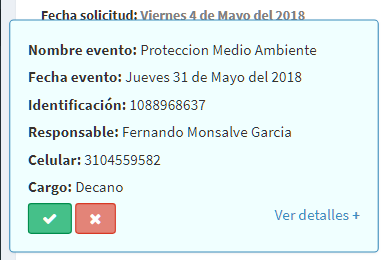 Fecha solicitud: Viernes 4 de Mayo del 2018
Nombre evento: Proteccion Medio Ambiente
Fecha evento: Jueves 31 de Mayo del 2018
Identificación: 1088968637
Responsable: Fernando Monsalve Garcia
Celular: 3104559582
Cargo: Decano
Ver detalles +